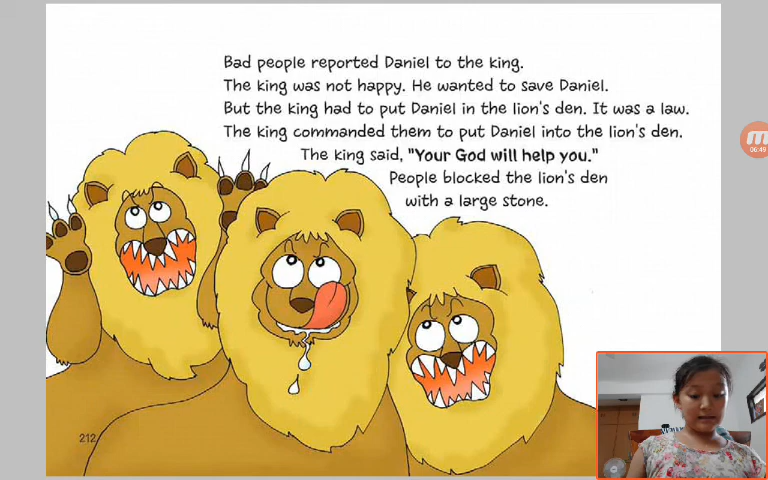 Bad people reported Daniel to the king.
The king was not happy. He wanted to save Daniel.
But the king had to put Daniel in the lion's den. It was a law.
The king commanded them to put Daniel into the lion's den.
The king said, "Your God will help you."
People blocked the lion's den
with a large stone.
212
06:49